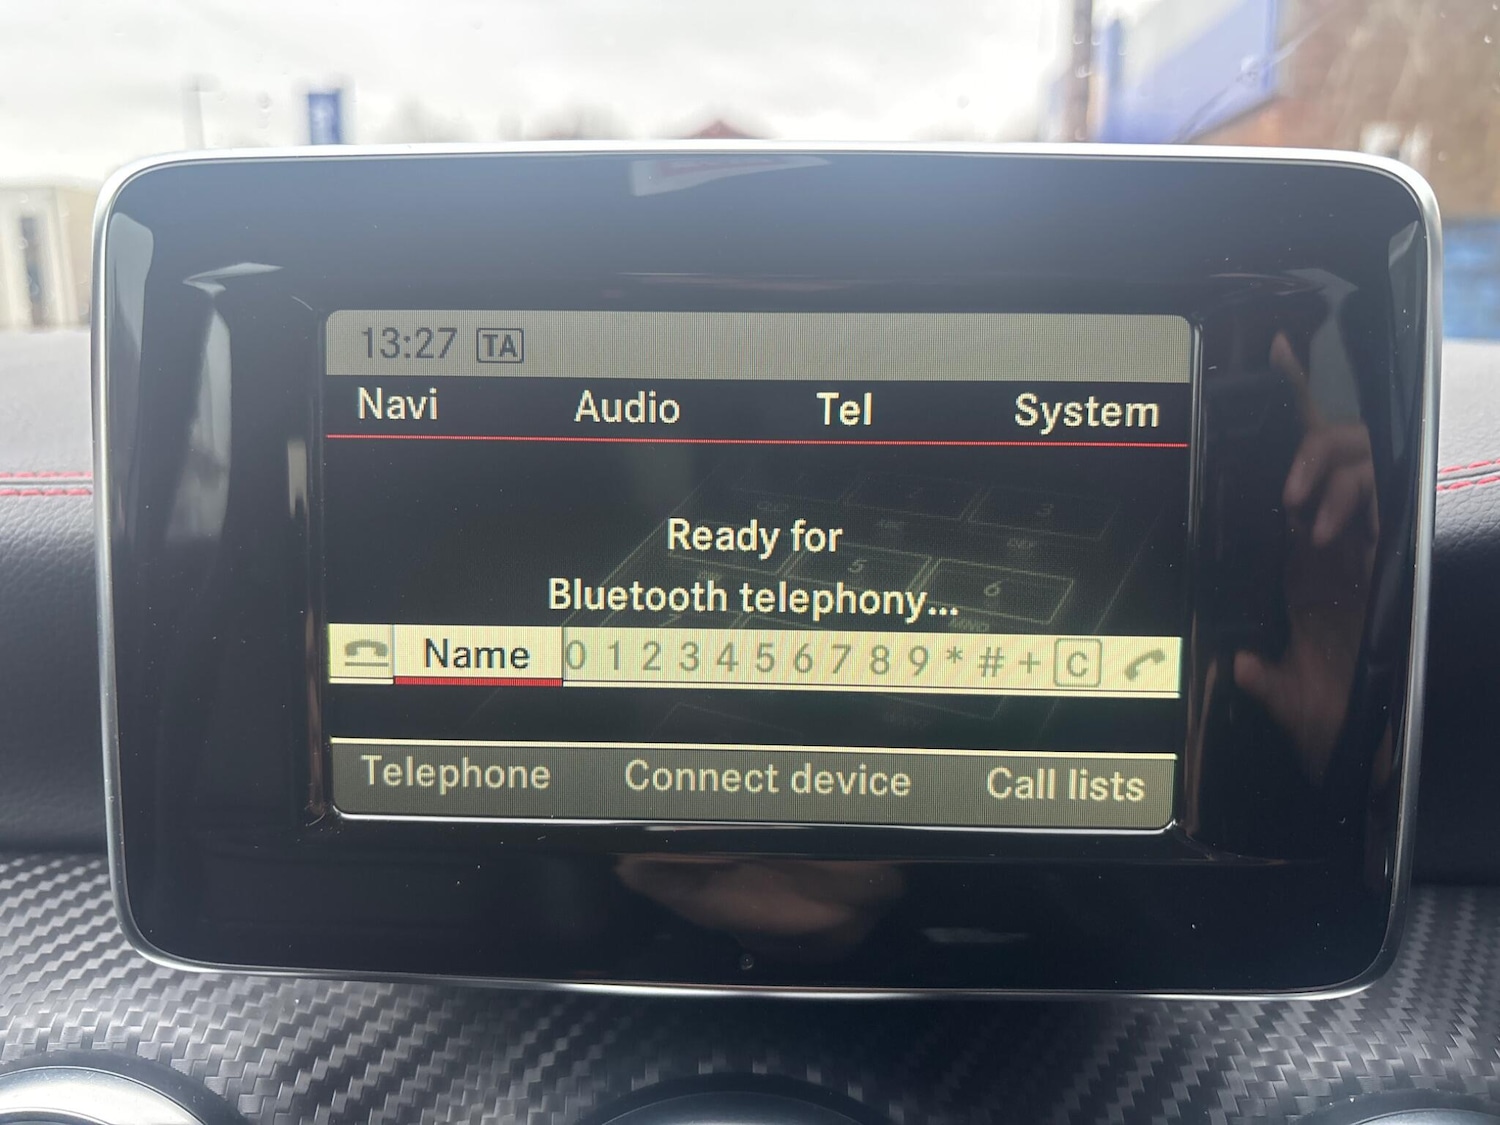 13:27 TA
Navi Audio Tel System
Ready for
Bluetooth telephony...
Name 0 1 2 3 4 5 6 7 8 9 * # + C
Telephone Connect device Call lists